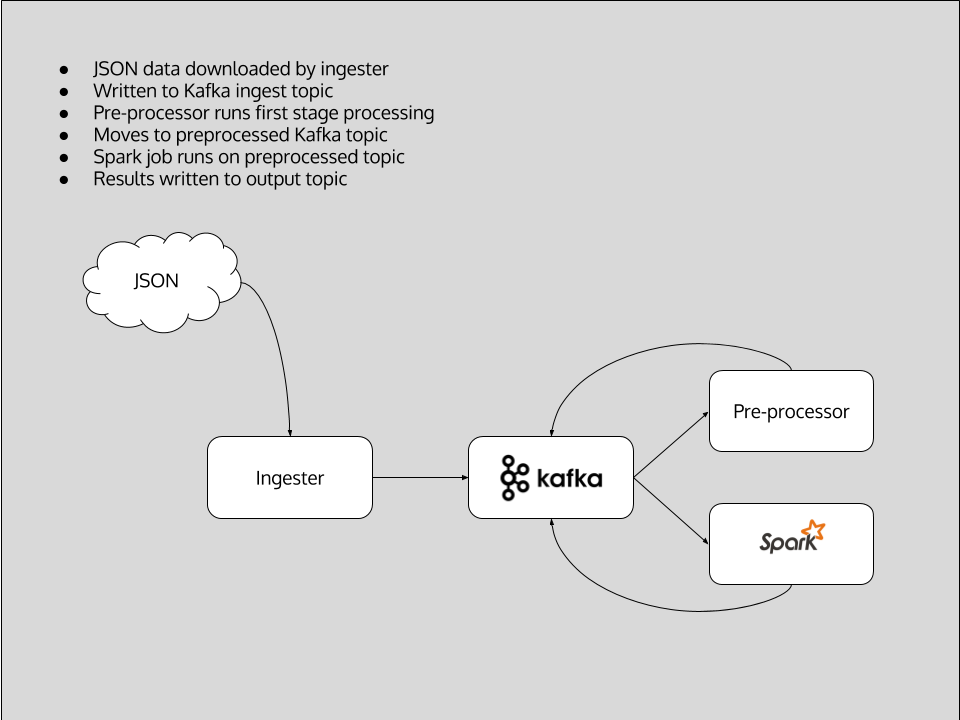 ● JSON data downloaded by ingester
● Written to Kafka ingest topic
● Pre-processor runs first stage processing
● Moves to preprocessed Kafka topic
● Spark job runs on preprocessed topic
● Results written to output topic
JSON
Pre-processor
Ingester
kafka
Spark